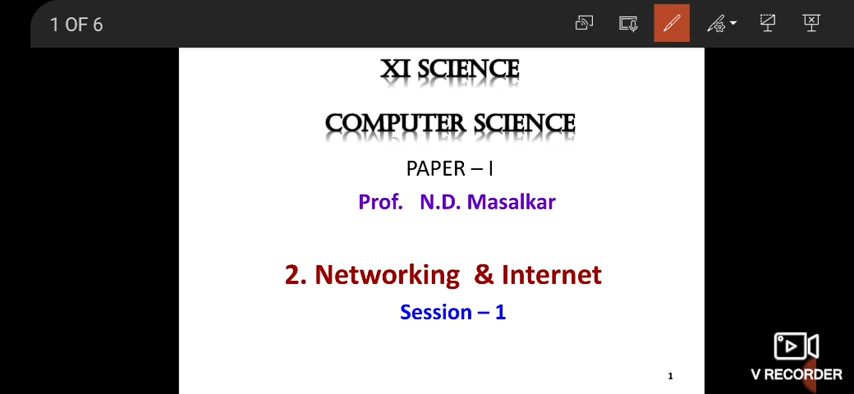 1 OF 6
XI SCIENCE
COMPUTER SCIENCE
PAPER – I
Prof. N.D. Masalkar
2. Networking & Internet
Session – 1
1
V RECORDER